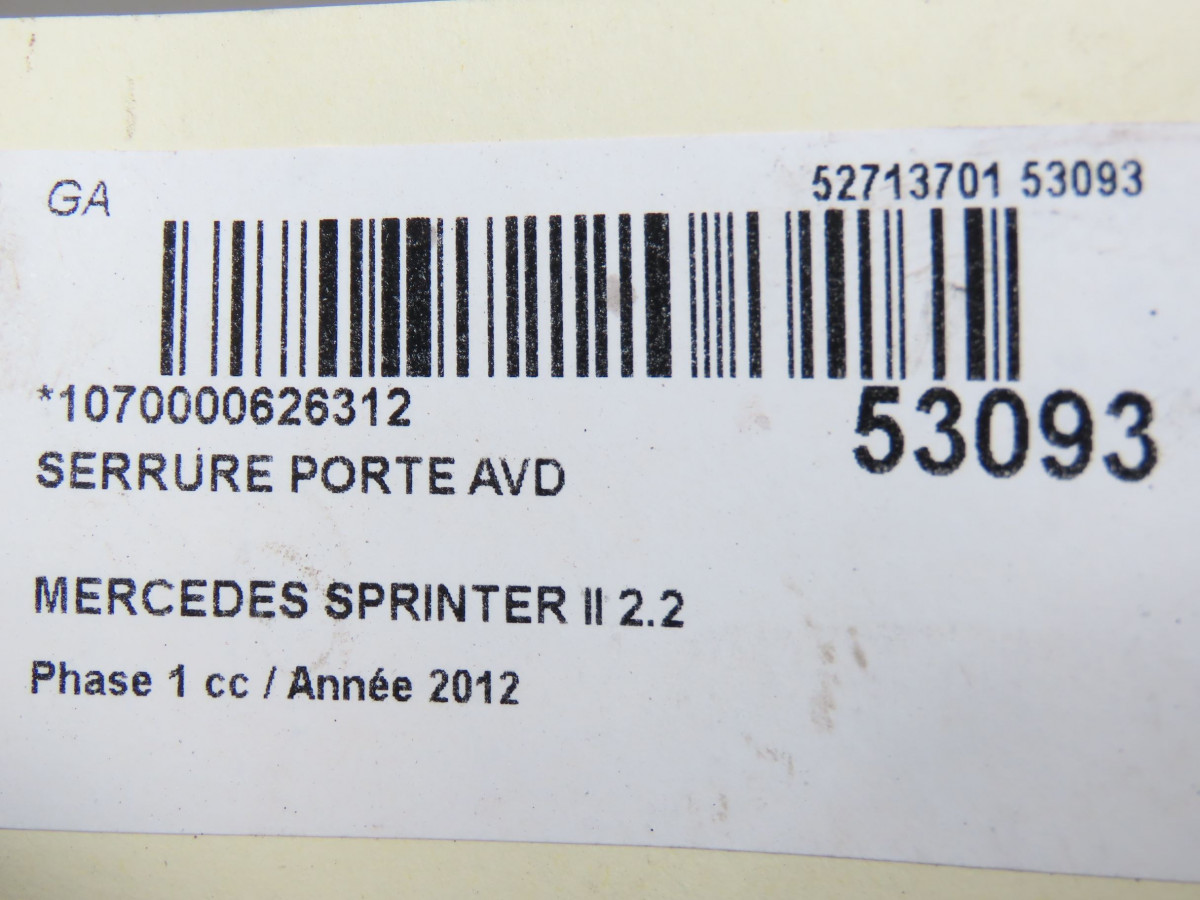 GA
52713701 53093
*1070000626312
53093
SERRURE PORTE AVD
MERCEDES SPRINTER II 2.2
Phase 1 cc / Année 2012